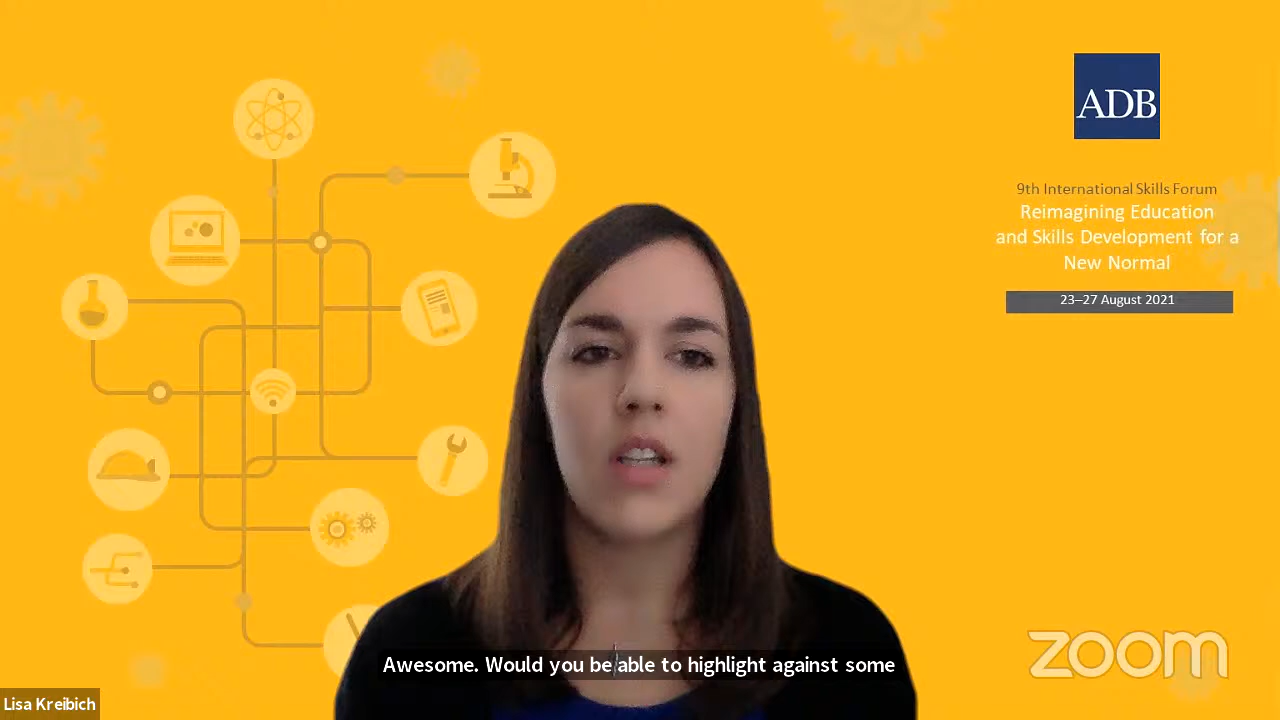 ADB
9th International Skills Forum
Reimagining Education
and Skills Development for a
New Normal
23–27 August 2021
Awesome. Would you be able to highlight against some
zoom
Lisa Kreibich